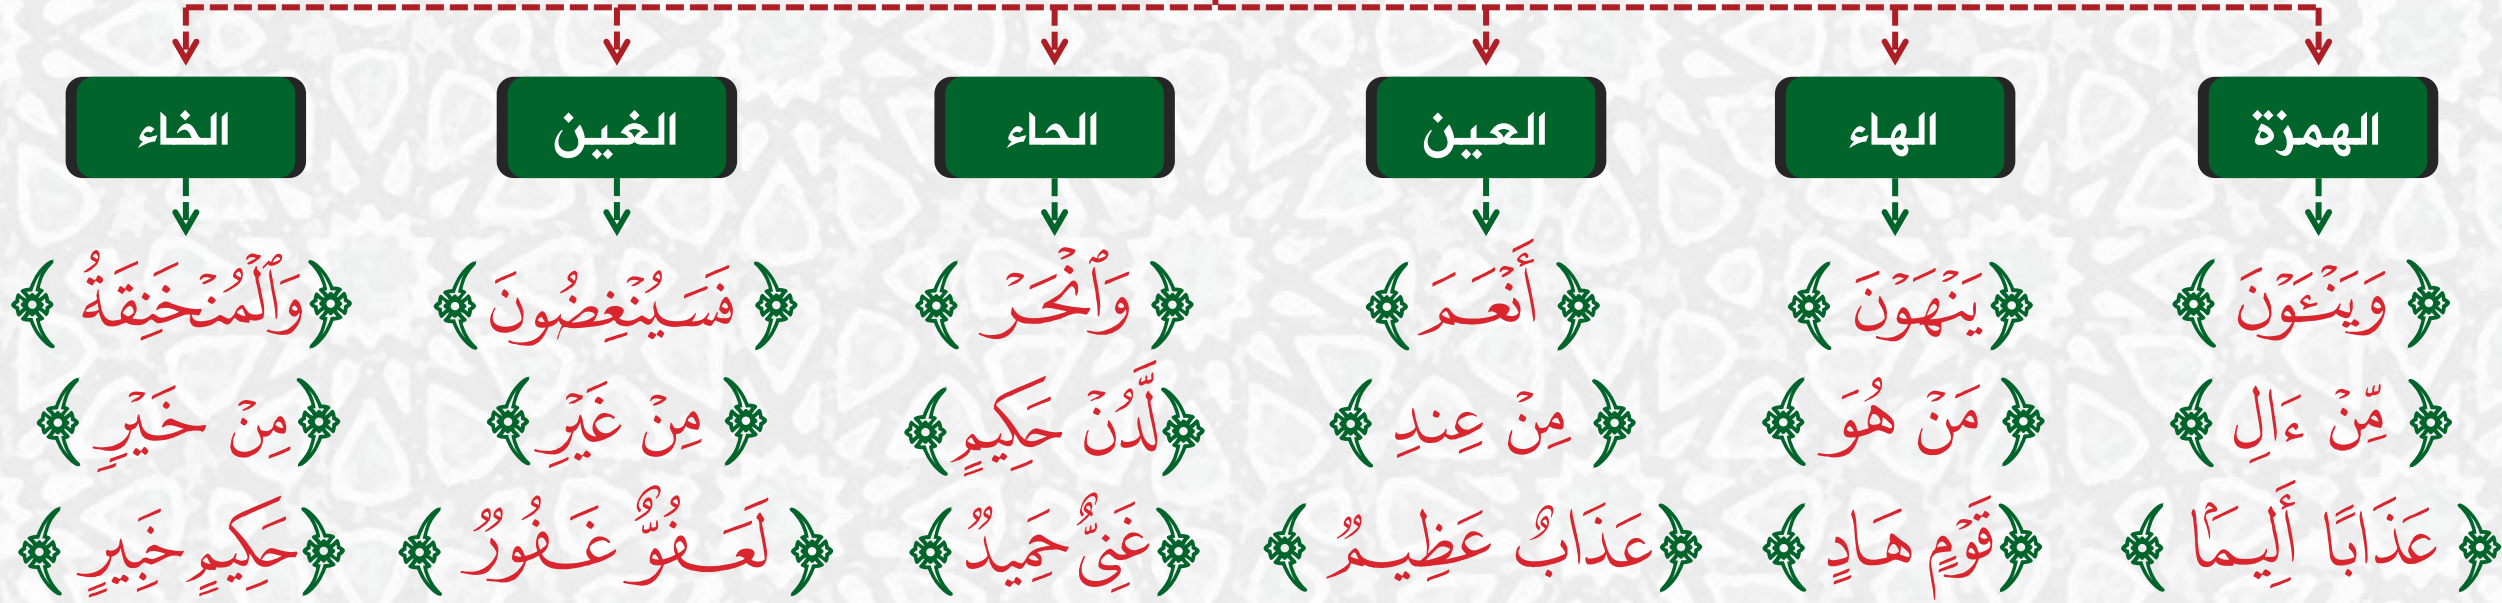 الهمزة الهاء العين الحاء الغين الخاء
﴿وَيَنْـَٔوْنَ﴾ ﴿يَنْهَوْنَ﴾ ﴿أَنْعَمَ﴾ ﴿وَٱنْحَرْ﴾ ﴿فَسَيُنْغِضُونَ﴾ ﴿وَٱلْمُنْخَنِقَةُ﴾
﴿مِّنْ ءَالِ﴾ ﴿مَنْ هُوَ﴾ ﴿مِنْ عِندِ﴾ ﴿لَّدُنْ حَكِيمٍ﴾ ﴿مِنْ غَيْرِ﴾ ﴿مِنْ خَيْرٍ﴾
﴿عَذَابًا أَلِيمًا﴾ ﴿قَوْمٍ هَادٍ﴾ ﴿عَذَابٌ عَظِيمٌ﴾ ﴿غَنِيٌّ حَمِيدٌ﴾ ﴿لَعَفُوٌّ غَفُورٌ﴾ ﴿حَكِيمٍ خَبِيرٍ﴾